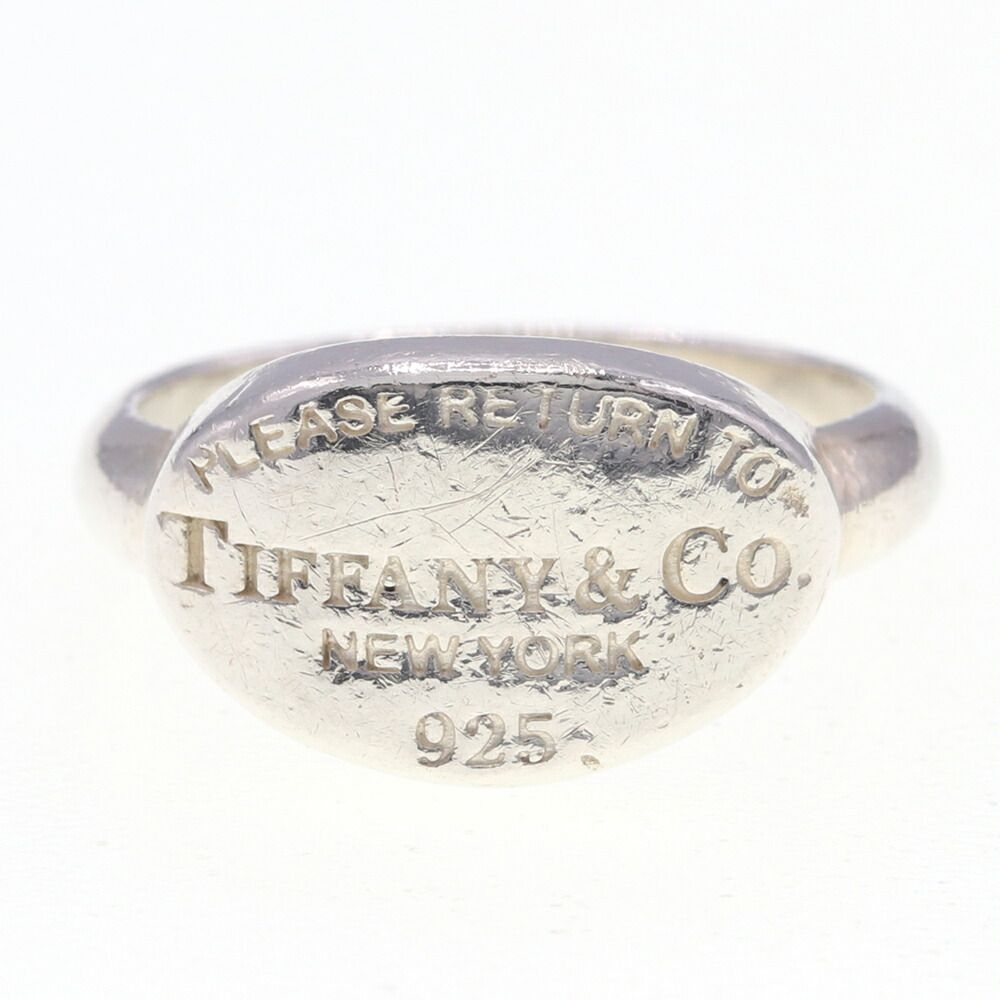 PLEASE RETURN TO
TIFFANY & CO.
NEW YORK
925